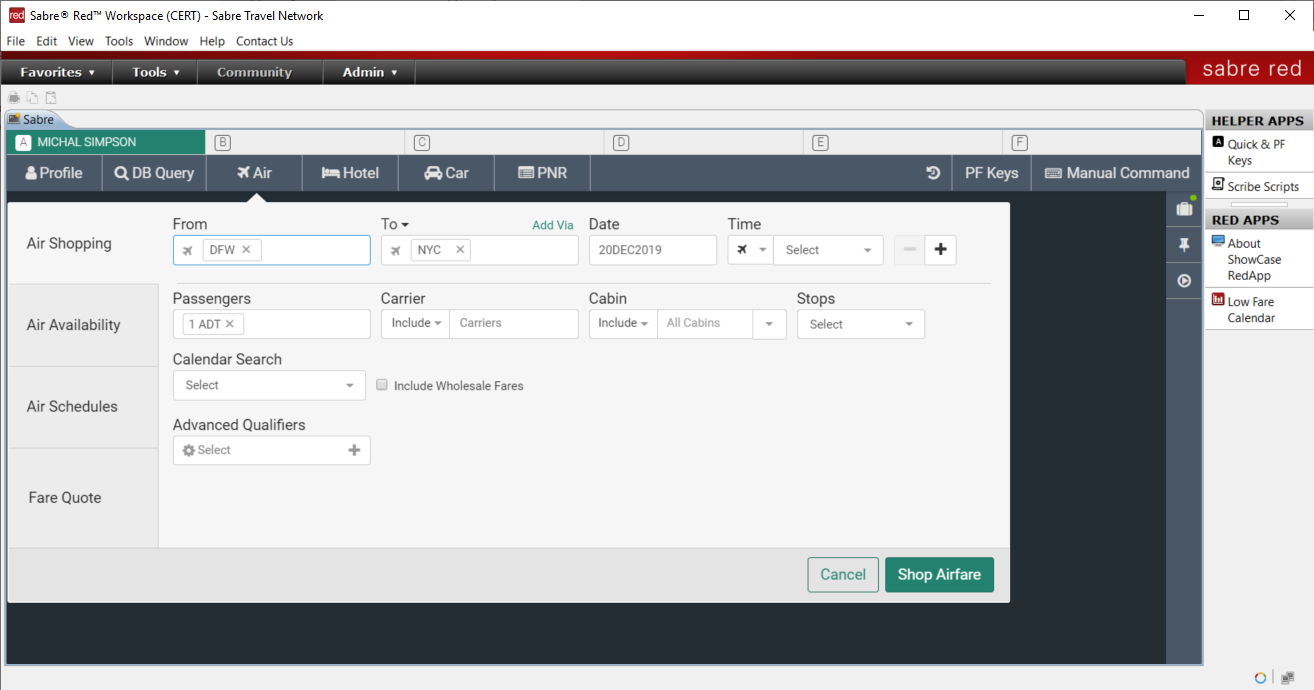 red Sabre® Red™ Workspace (CERT) - Sabre Travel Network
File Edit View Tools Window Help Contact Us
Favorites Tools Community Admin sabre red
Sabre
A MICHAL SIMPSON B C D E F
Profile DB Query Air Hotel Car PNR PF Keys Manual Command
Air Shopping
Air Availability
Air Schedules
Fare Quote
From To Add Via Date Time
DFW NYC 20DEC2019 Select
Passengers Carrier Cabin Stops
1 ADT Include Carriers Include All Cabins Select
Calendar Search
Select Include Wholesale Fares
Advanced Qualifiers
Select
Cancel Shop Airfare
HELPER APPS
A Quick & PF
Keys
Scribe Scripts
RED APPS
About
ShowCase
RedApp
Low Fare
Calendar